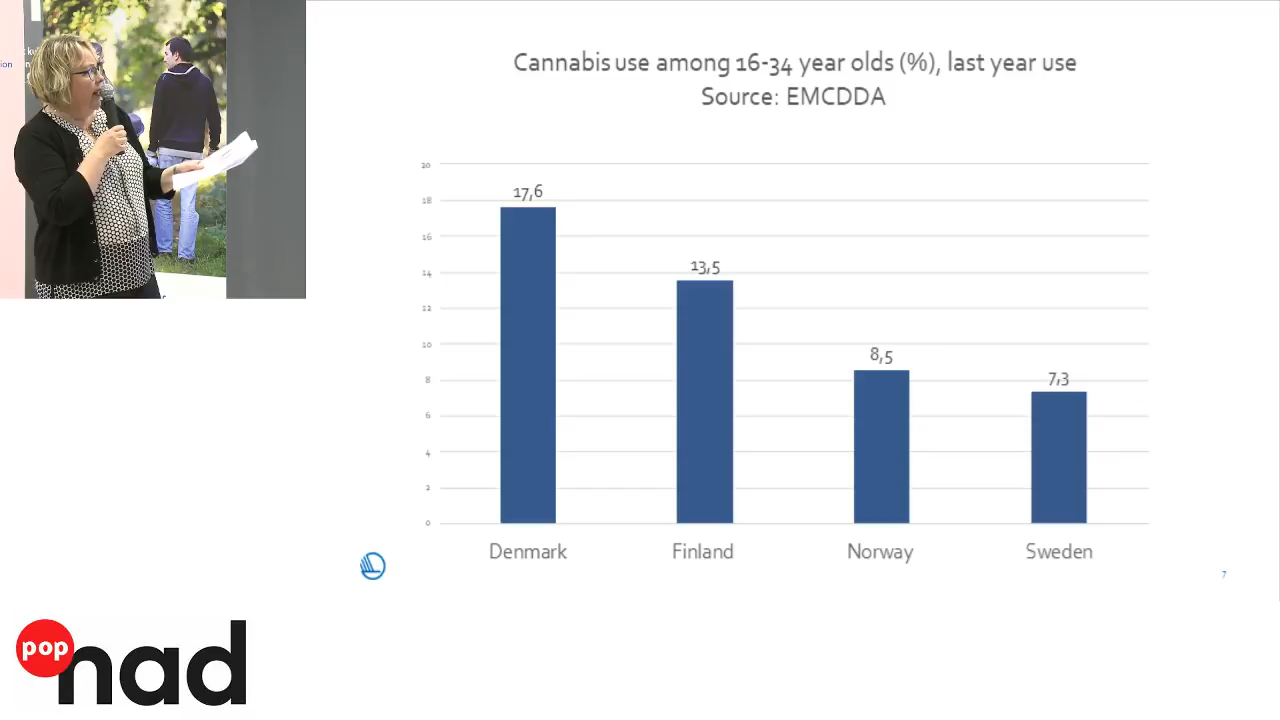 ion
Cannabis use among 16-34 year olds (%), last year use
Source: EMCDDA
20
18
16
14
12
10
8
6
4
2
0
17,6
13,5
8,5
7,3
Denmark
Finland
Norway
Sweden
7
pop
nad